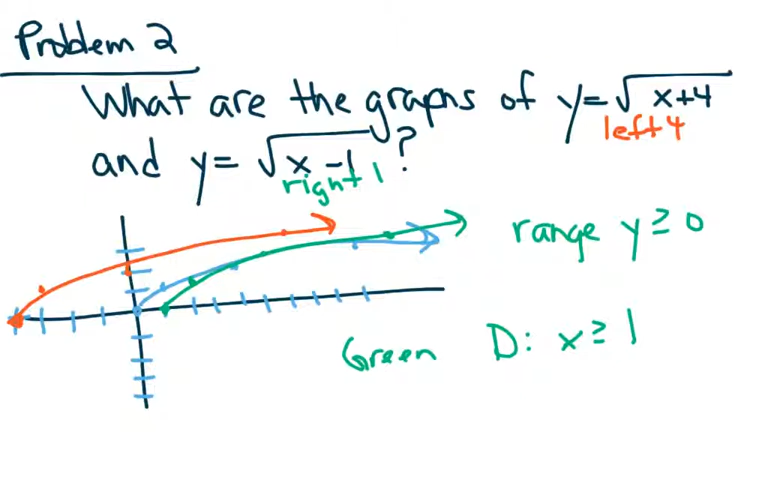 Problem 2
What are the graphs of y=√x+4
left 4
and y=√x-1?
right 1
range y≥0
Green D: x≥1